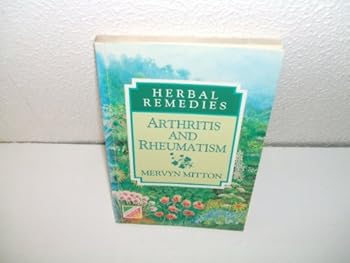 HERBAL
REMEDIES
ARTHRITIS
AND
RHEUMATISM
MERVYN MITTON